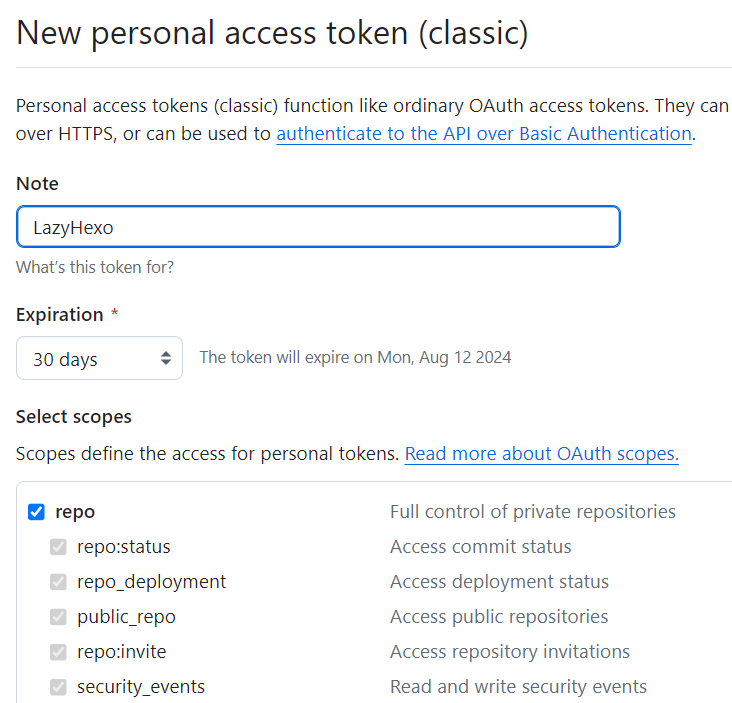 New personal access token (classic)
Personal access tokens (classic) function like ordinary OAuth access tokens. They can
over HTTPS, or can be used to authenticate to the API over Basic Authentication.
Note
LazyHexo
What's this token for?
Expiration *
30 days
The token will expire on Mon, Aug 12 2024
Select scopes
Scopes define the access for personal tokens. Read more about OAuth scopes.
repo Full control of private repositories
repo:status Access commit status
repo_deployment Access deployment status
public_repo Access public repositories
repo:invite Access repository invitations
security_events Read and write security events